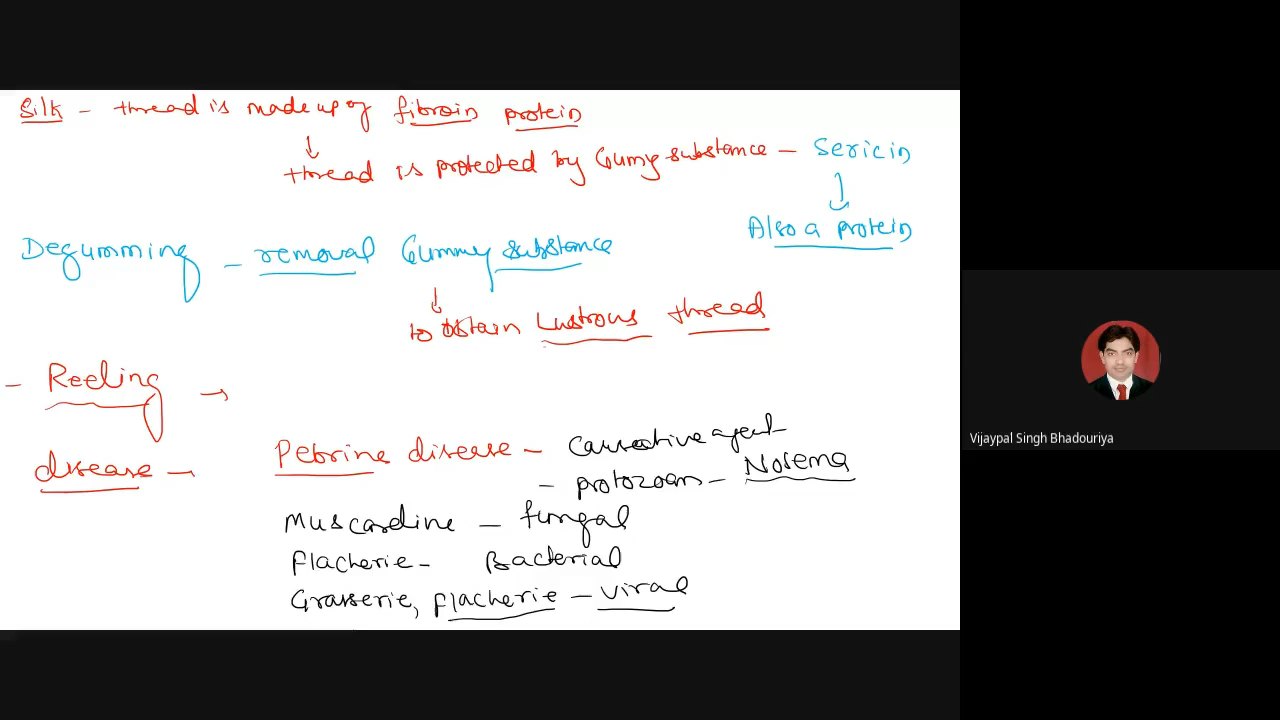 Silk - thread is made up of fibroin protein
↓
thread is protected by Gumy substance - Sericin
↓
Also a protein
Degumming - removal Gummy substance
↓
to obtain Lustrous thread
- Reeling →
disease - Pebrine disease - Causative agent -
- protozoan - Nosema
Muscardine - fungal
Flacherie - Bacterial
Grasserie, flacherie - viral
Vijaypal Singh Bhadouriya